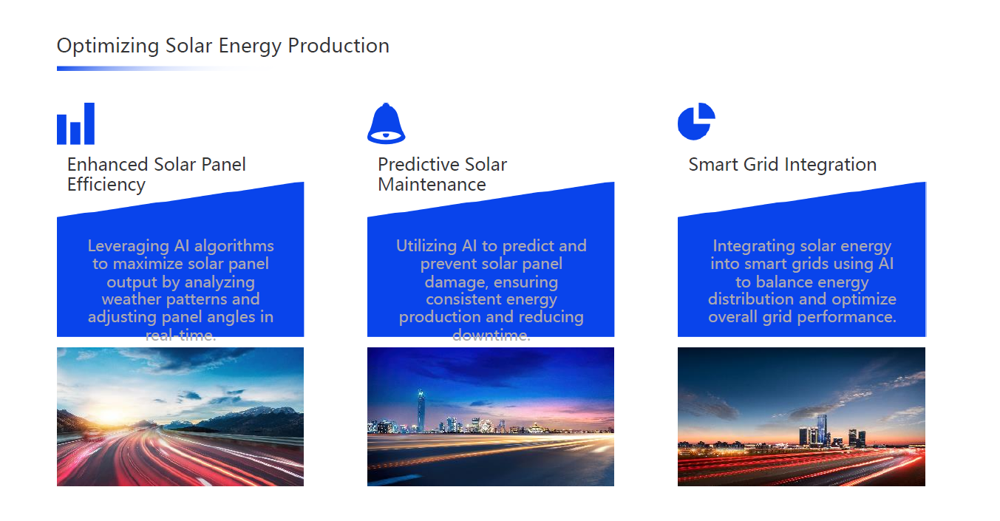 Optimizing Solar Energy Production
Enhanced Solar Panel
Efficiency
Leveraging AI algorithms
to maximize solar panel
output by analyzing
weather patterns and
adjusting panel angles in
real-time.
Predictive Solar
Maintenance
Utilizing AI to predict and
prevent solar panel
damage, ensuring
consistent energy
production and reducing
downtime.
Smart Grid Integration
Integrating solar energy
into smart grids using AI
to balance energy
distribution and optimize
overall grid performance.